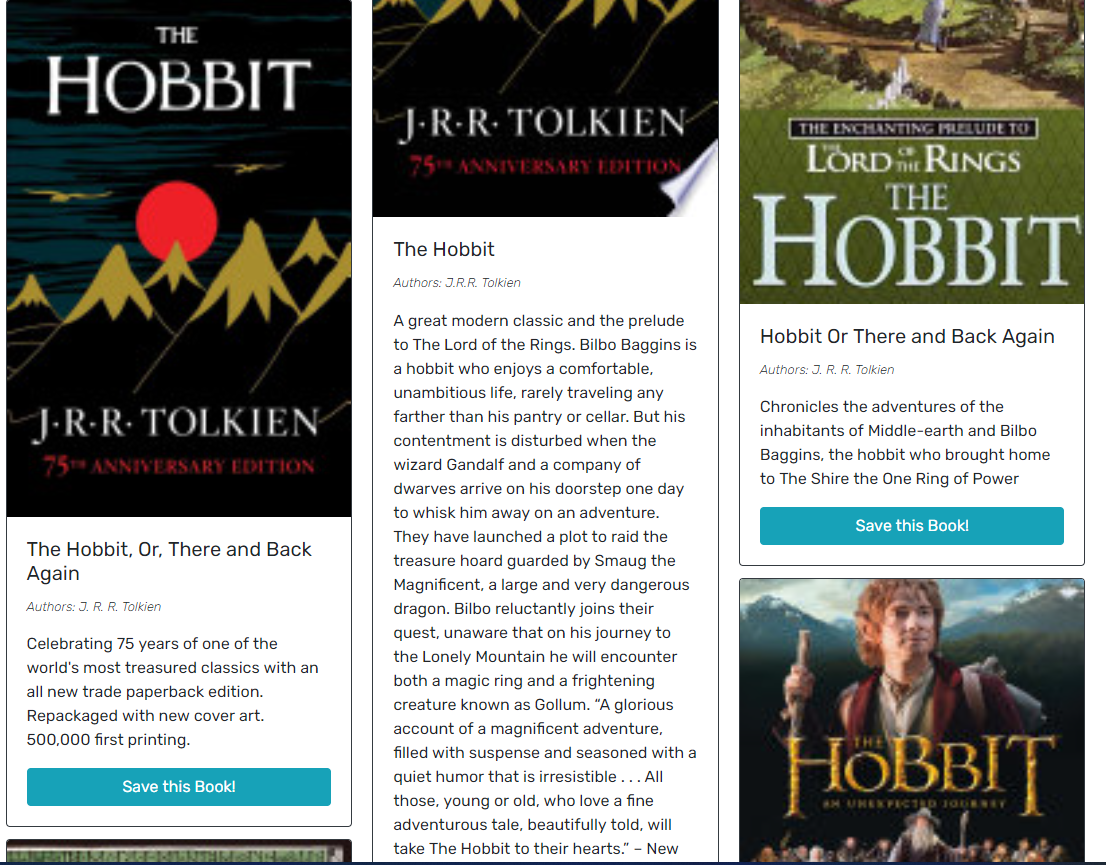 THE
HOBBIT
J·R·R· TOLKIEN
75TH ANNIVERSARY EDITION
The Hobbit, Or, There and Back
Again
Authors: J. R. R. Tolkien
Celebrating 75 years of one of the
world's most treasured classics with an
all new trade paperback edition.
Repackaged with new cover art.
500,000 first printing.
Save this Book!
J·R·R· TOLKIEN
75TH ANNIVERSARY EDITION
The Hobbit
Authors: J.R.R. Tolkien
A great modern classic and the prelude
to The Lord of the Rings. Bilbo Baggins is
a hobbit who enjoys a comfortable,
unambitious life, rarely traveling any
farther than his pantry or cellar. But his
contentment is disturbed when the
wizard Gandalf and a company of
dwarves arrive on his doorstep one day
to whisk him away on an adventure.
They have launched a plot to raid the
treasure hoard guarded by Smaug the
Magnificent, a large and very dangerous
dragon. Bilbo reluctantly joins their
quest, unaware that on his journey to
the Lonely Mountain he will encounter
both a magic ring and a frightening
creature known as Gollum. “A glorious
account of a magnificent adventure,
filled with suspense and seasoned with a
quiet humor that is irresistible . . . All
those, young or old, who love a fine
adventurous tale, beautifully told, will
take The Hobbit to their hearts.” – New
THE ENCHANTING PRELUDE TO
THE LORD OF THE RINGS
THE
HOBBIT
Hobbit Or There and Back Again
Authors: J. R. R. Tolkien
Chronicles the adventures of the
inhabitants of Middle-earth and Bilbo
Baggins, the hobbit who brought home
to The Shire the One Ring of Power
Save this Book!
THE
HOBBIT
AN UNEXPECTED JOURNEY